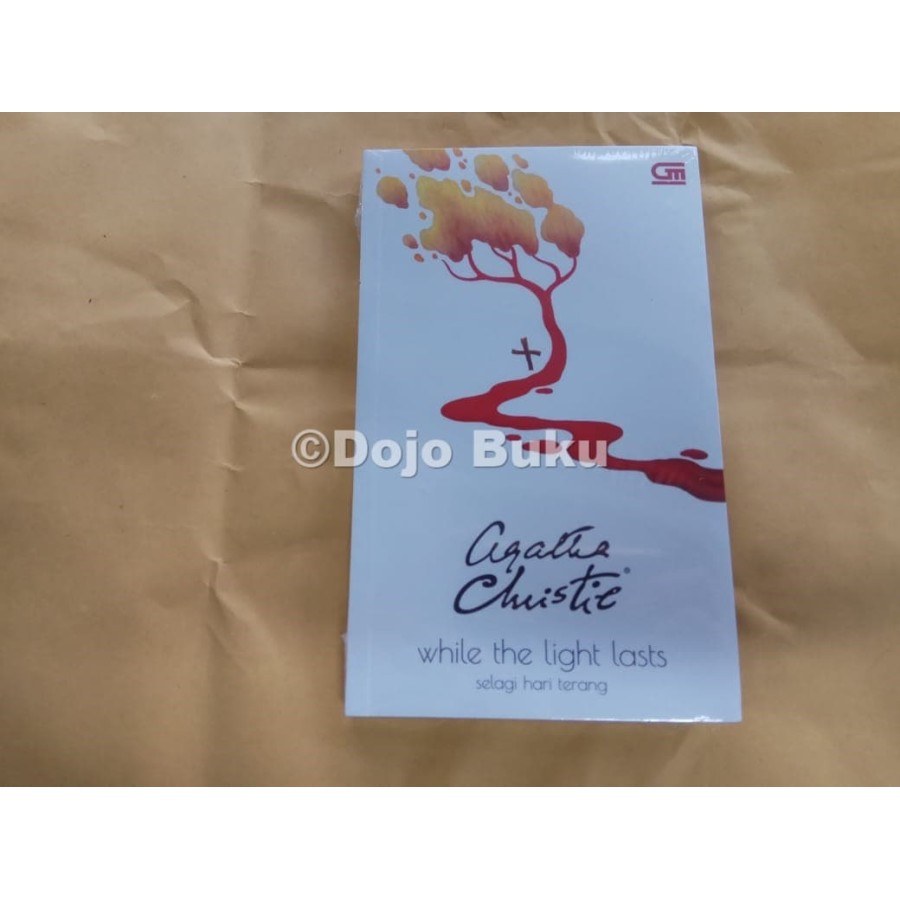 GM
©Dojo Buku
Agatha
Christie®
while the light lasts
selagi hari terang